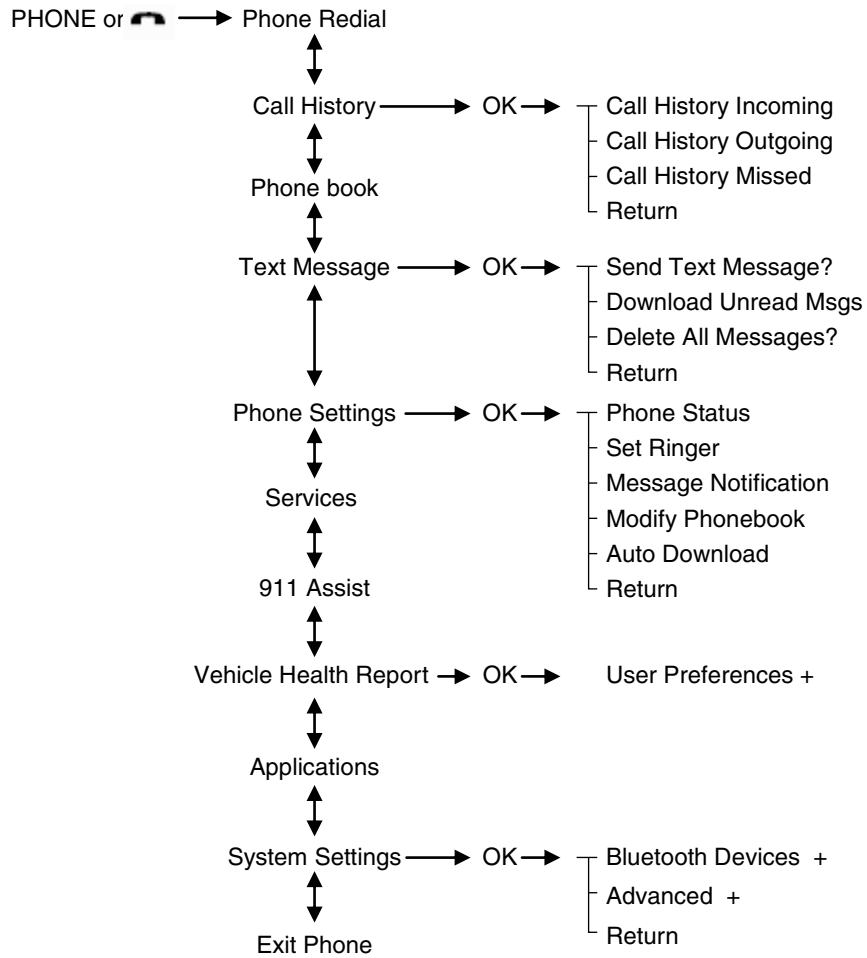 PHONE or Phone Redial
Call History OK Call History Incoming
Call History Outgoing
Call History Missed
Phone book
Return
Text Message OK Send Text Message?
Download Unread Msgs
Delete All Messages?
Return
Phone Settings OK Phone Status
Set Ringer
Message Notification
Services
Modify Phonebook
Auto Download
911 Assist
Return
Vehicle Health Report OK User Preferences +
Applications
System Settings OK Bluetooth Devices +
Advanced +
Return
Exit Phone